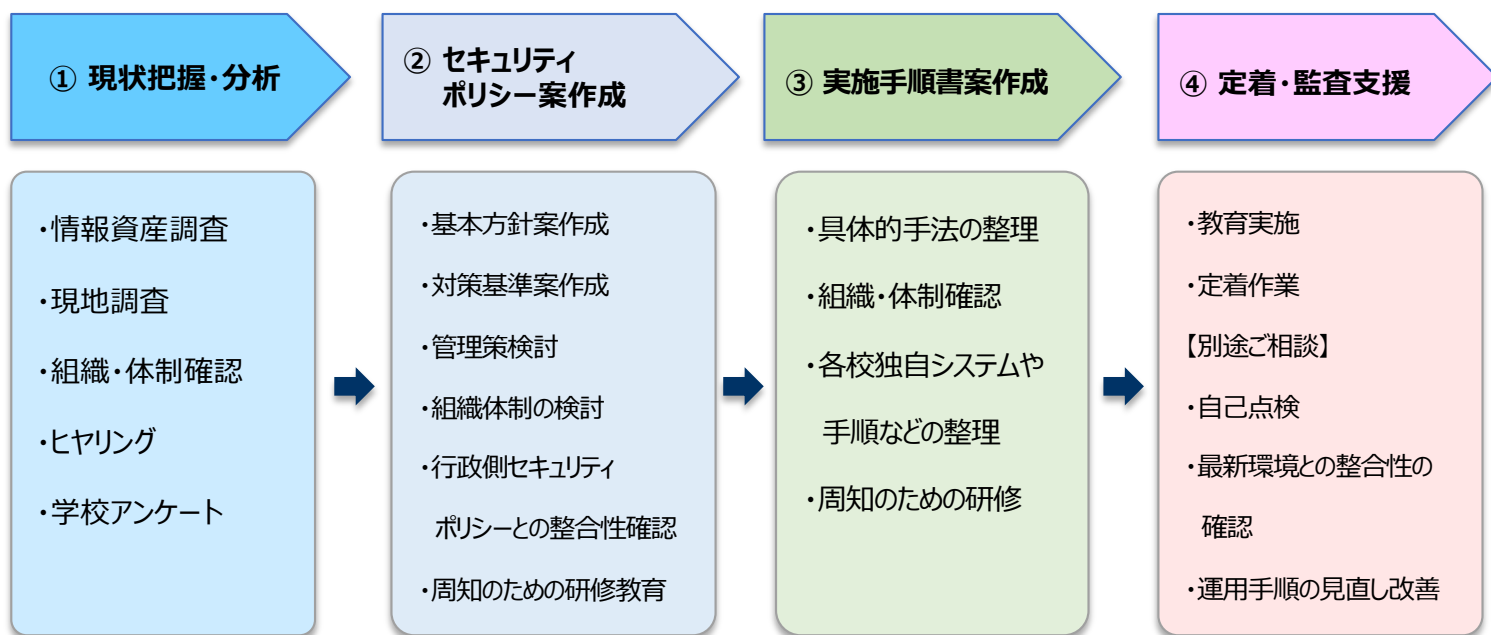 ① 現状把握・分析
② セキュリティ
ポリシー案作成
③ 実施手順書案作成
④ 定着・監査支援
・情報資産調査
・現地調査
・組織・体制確認
・ヒヤリング
・学校アンケート
・基本方針案作成
・対策基準案作成
・管理策検討
・組織体制の検討
・行政側セキュリティ
ポリシーとの整合性確認
・周知のための研修教育
・具体的手法の整理
・組織・体制確認
・各校独自システムや
手順などの整理
・周知のための研修
・教育実施
・定着作業
【別途ご相談】
・自己点検
・最新環境との整合性の
確認
・運用手順の見直し改善